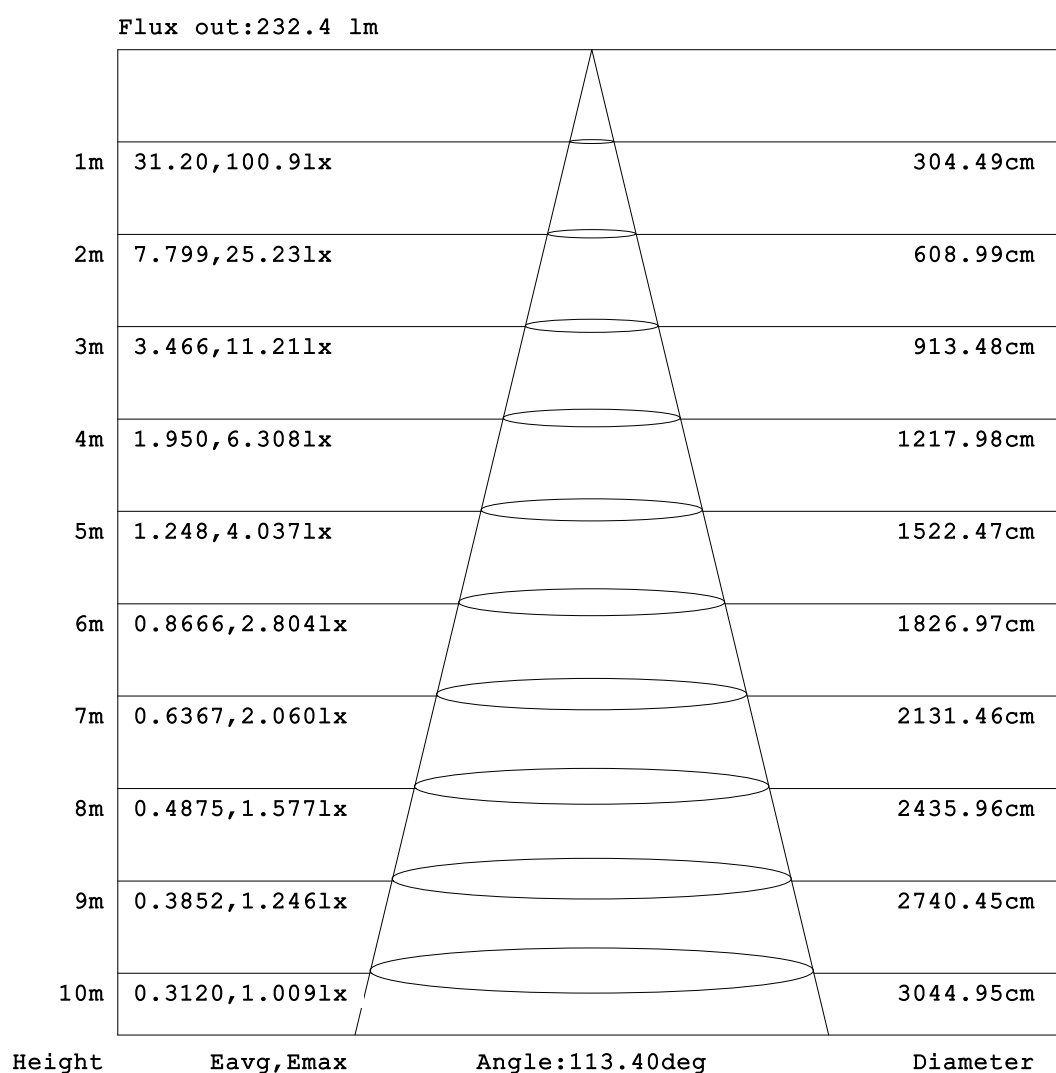 Flux out:232.4 lm
1m 31.20,100.9lx 304.49cm
2m 7.799,25.23lx 608.99cm
3m 3.466,11.21lx 913.48cm
4m 1.950,6.308lx 1217.98cm
5m 1.248,4.037lx 1522.47cm
6m 0.8666,2.804lx 1826.97cm
7m 0.6367,2.060lx 2131.46cm
8m 0.4875,1.577lx 2435.96cm
9m 0.3852,1.246lx 2740.45cm
10m 0.3120,1.009lx 3044.95cm
Height Eavg,Emax Angle:113.40deg Diameter